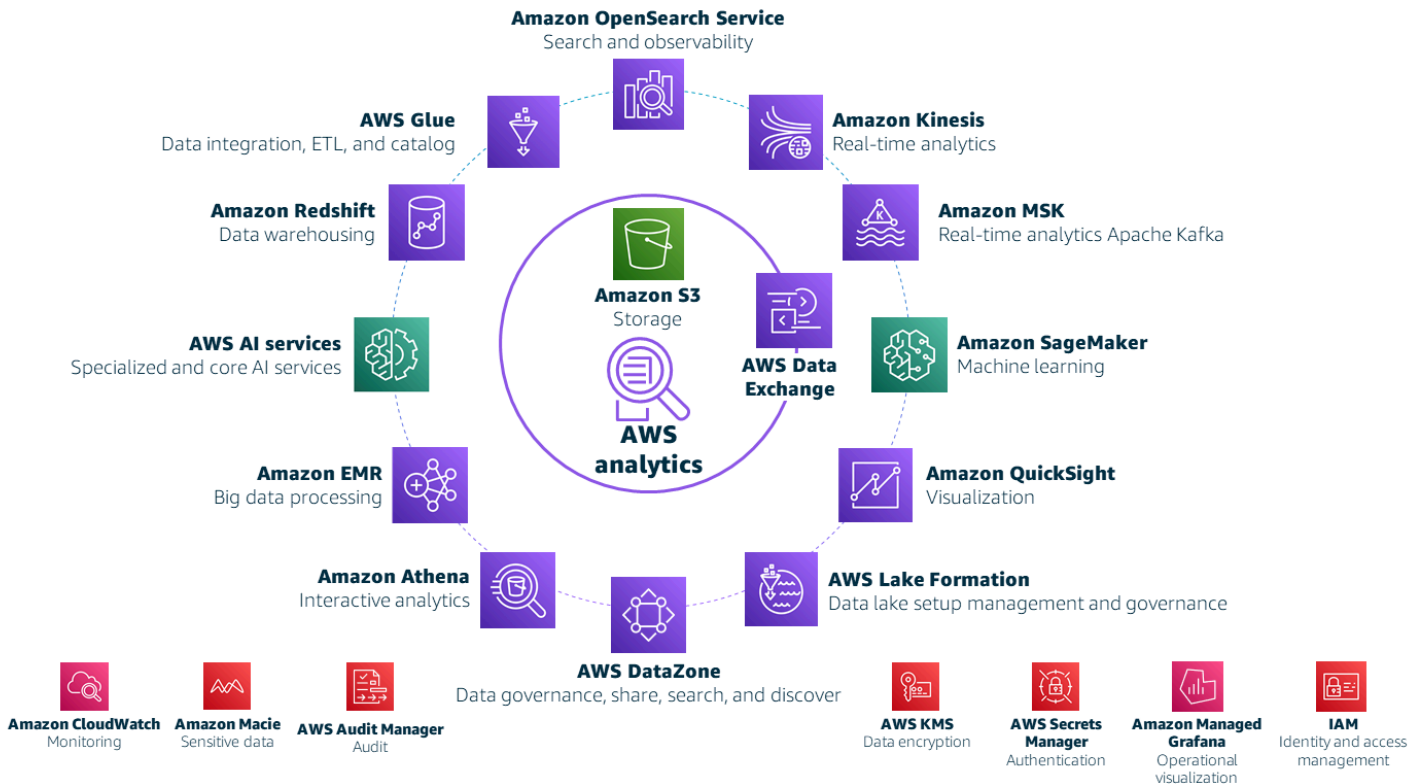 Amazon OpenSearch Service
Search and observability
AWS Glue
Data integration, ETL, and catalog
Amazon Kinesis
Real-time analytics
Amazon Redshift
Data warehousing
Amazon MSK
Real-time analytics Apache Kafka
K
Amazon S3
Storage
AWS Data
Exchange
AWS AI services
Specialized and core AI services
Amazon SageMaker
Machine learning
AWS
analytics
Amazon EMR
Big data processing
Amazon QuickSight
Visualization
Amazon Athena
Interactive analytics
AWS Lake Formation
Data lake setup management and governance
AWS DataZone
Data governance, share, search, and discover
Amazon CloudWatch
Monitoring
Amazon Macie
Sensitive data
AWS Audit Manager
Audit
AWS KMS
Data encryption
AWS Secrets
Manager
Authentication
Amazon Managed
Grafana
Operational
visualization
IAM
Identity and access
management